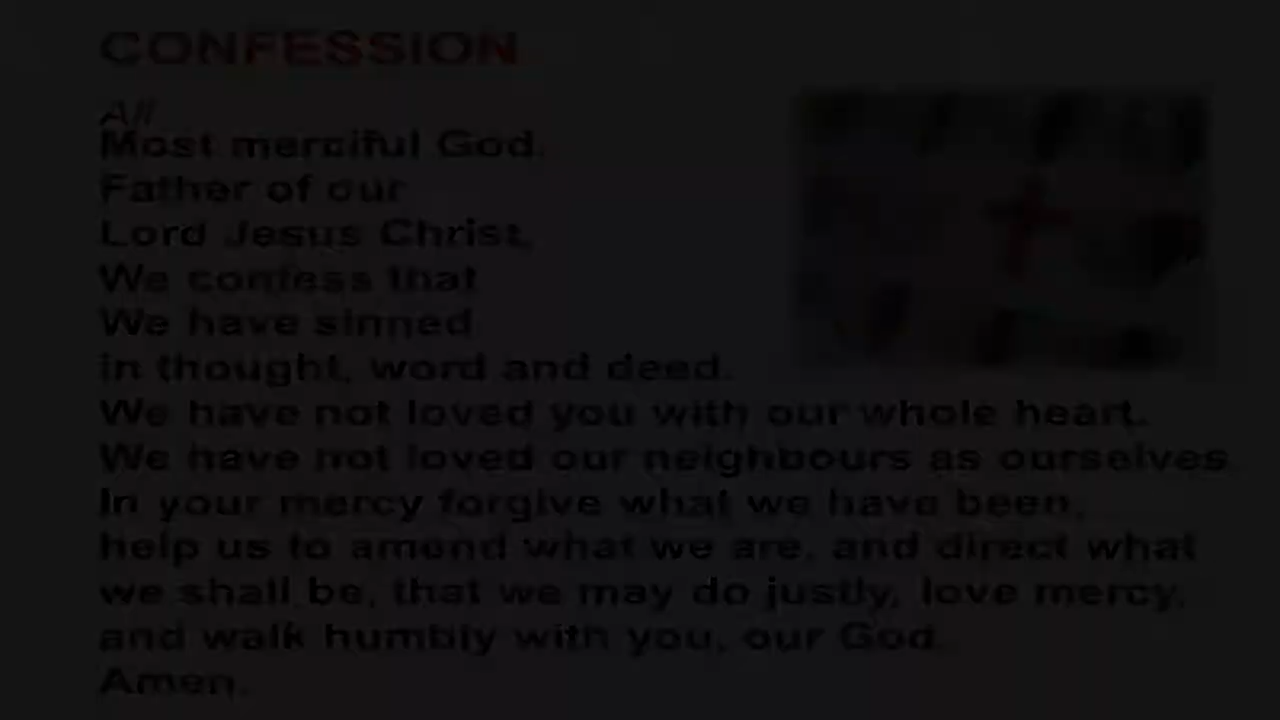 CONFESSION
All
Most merciful God.
Father of our
Lord Jesus Christ,
We confess that
We have sinned
in thought, word and deed.
We have not loved you with our whole heart.
We have not loved our neighbours as ourselves
In your mercy forgive what we have been,
help us to amend what we are, and direct what
we shall be, that we may do justly, love mercy,
and walk humbly with you, our God.
Amen.